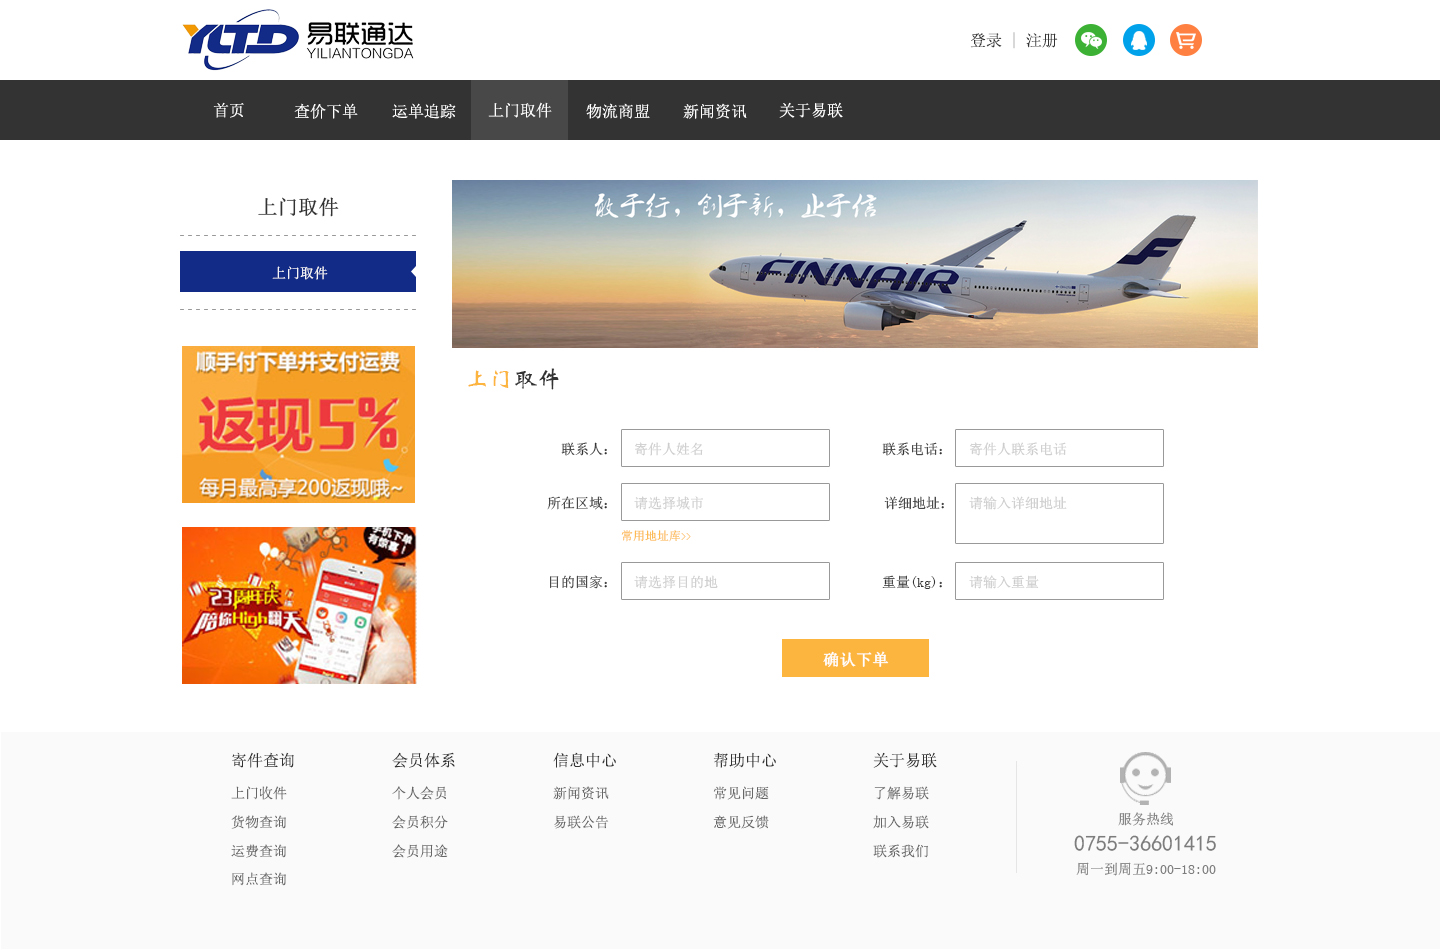 YLTD 易联通达
YILIANTONGDA
登录 | 注册
首页 查价下单 运单追踪 上门取件 物流商盟 新闻资讯 关于易联
上门取件
上门取件
敢于行，创于新，止于信
FINNAIR
顺手付下单并支付运费
返现5%
每月最高享200返现哦~
手机下单
有惊喜！
23周年庆
陪你High翻天
上门取件
联系人： 寄件人姓名 联系电话： 寄件人联系电话
所在区域： 请选择城市 详细地址： 请输入详细地址
常用地址库>>
目的国家： 请选择目的地 重量(kg)： 请输入重量
确认下单
寄件查询 会员体系 信息中心 帮助中心 关于易联
上门收件 个人会员 新闻资讯 常见问题 了解易联
货物查询 会员积分 易联公告 意见反馈 加入易联
运费查询 会员用途 联系我们
网点查询
服务热线
0755-36601415
周一到周五9:00-18:00